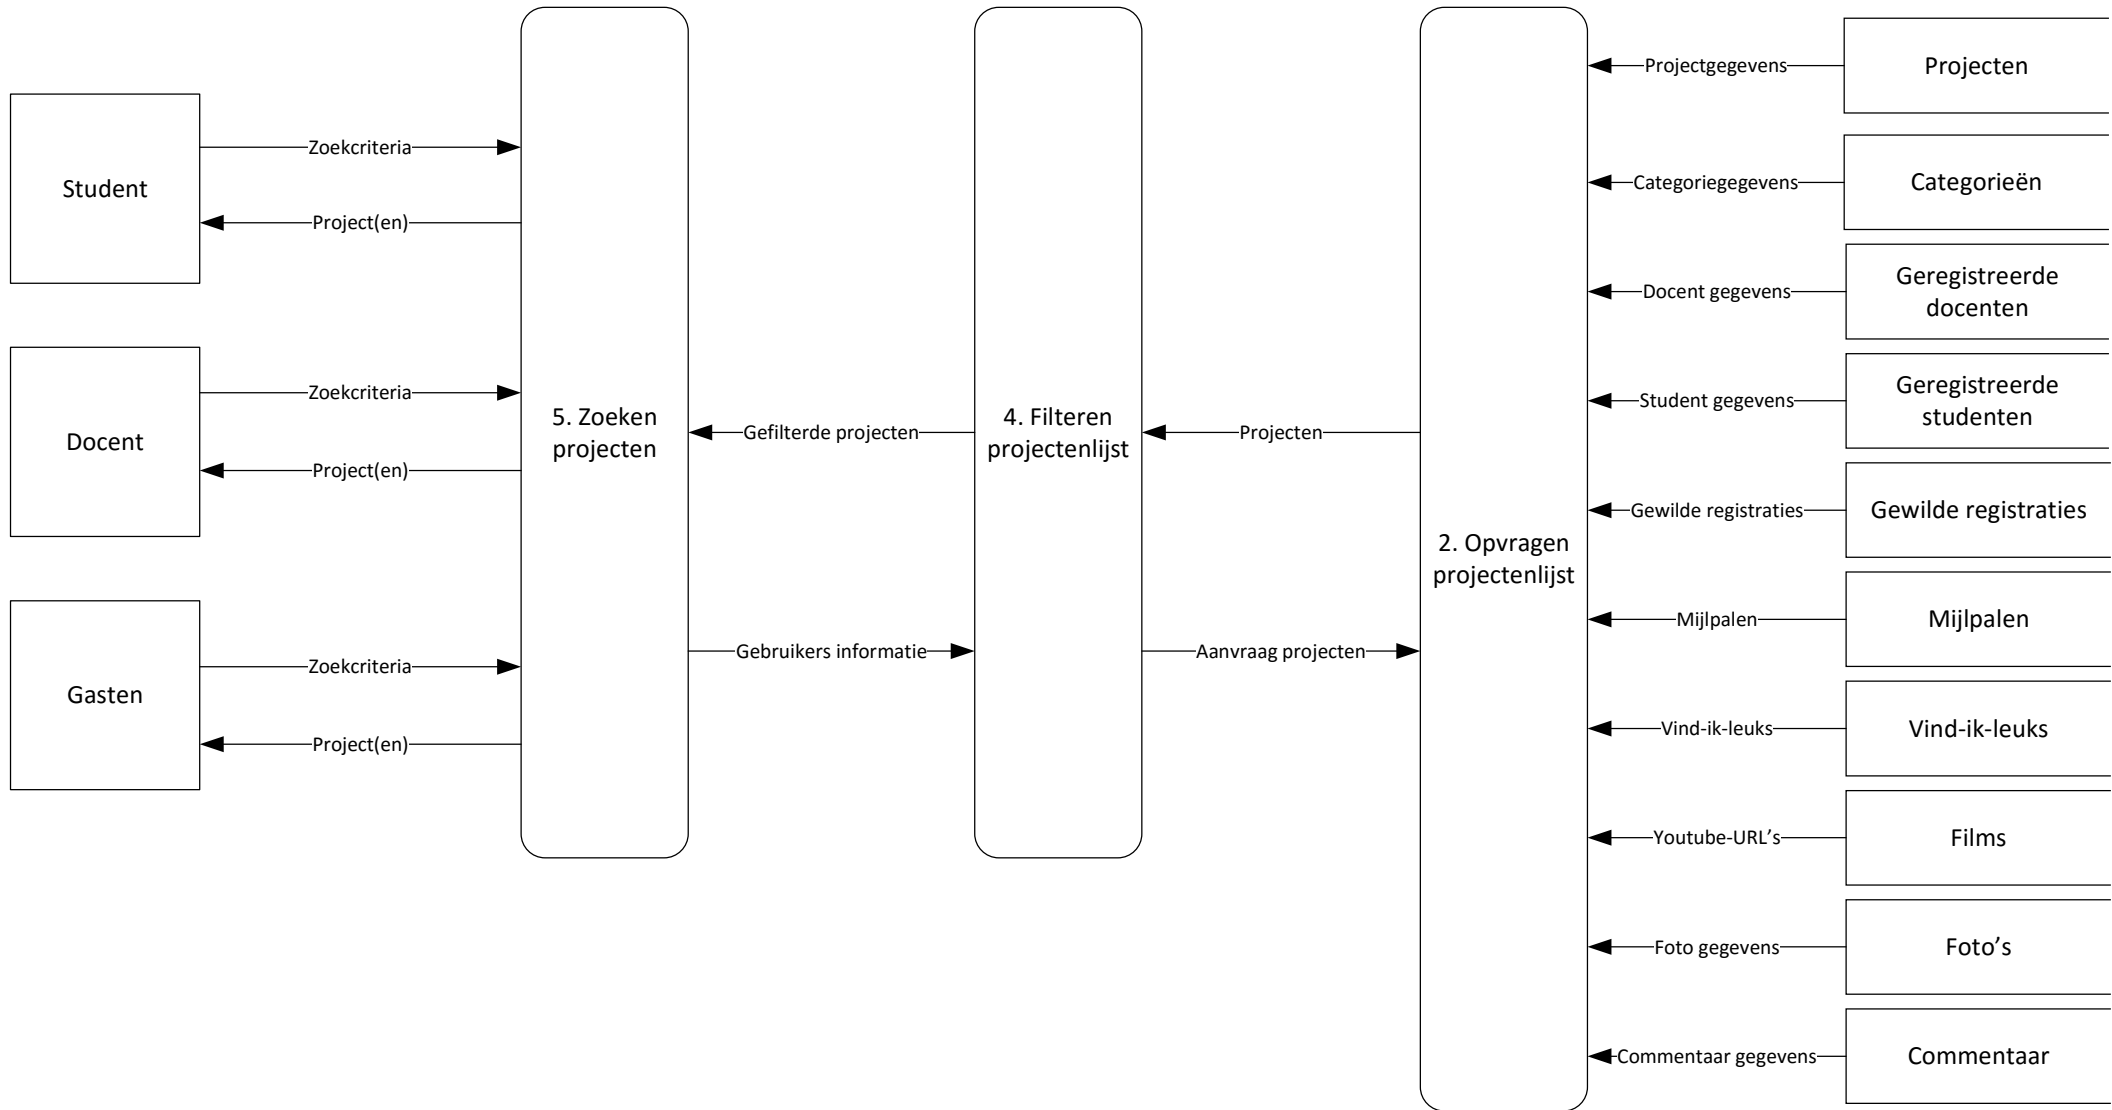 Student
Zoekcriteria
Project(en)
Docent
Zoekcriteria
Project(en)
Gasten
Zoekcriteria
Project(en)
5. Zoeken
projecten
Gefilterde projecten
Gebruikers informatie
4. Filteren
projectenlijst
Projecten
Aanvraag projecten
2. Opvragen
projectenlijst
Projectgegevens
Projecten
Categoriegegevens
Categorieën
Docent gegevens
Geregistreerde
docenten
Student gegevens
Geregistreerde
studenten
Gewilde registraties
Gewilde registraties
Mijlpalen
Mijlpalen
Vind-ik-leuks
Vind-ik-leuks
Youtube-URL’s
Films
Foto gegevens
Foto’s
Commentaar gegevens
Commentaar